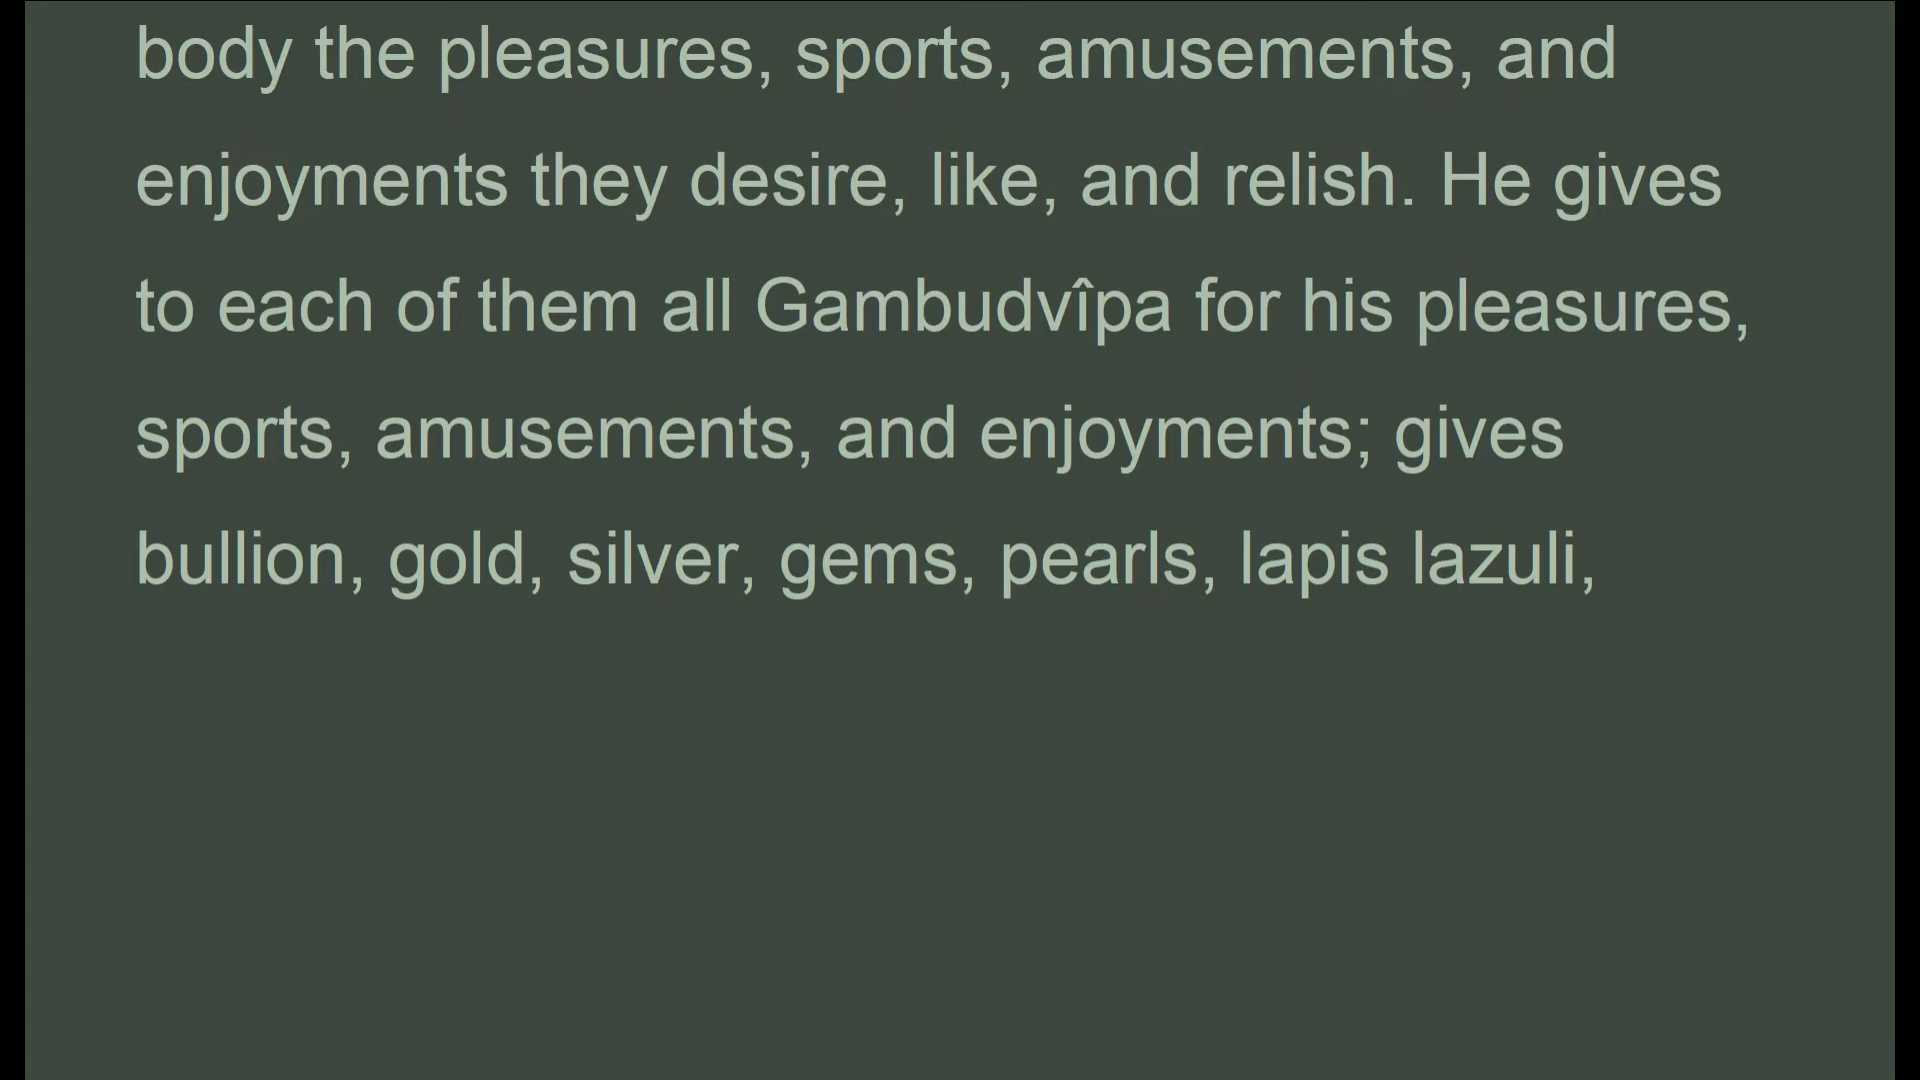 body the pleasures, sports, amusements, and
enjoyments they desire, like, and relish. He gives
to each of them all Gambudvîpa for his pleasures,
sports, amusements, and enjoyments; gives
bullion, gold, silver, gems, pearls, lapis lazuli,